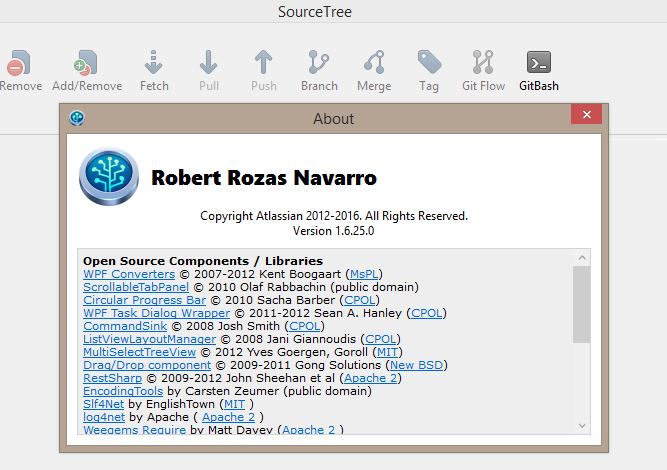 SourceTree
Remove Add/Remove Fetch Pull Push Branch Merge Tag Git Flow GitBash
About
Robert Rozas Navarro
Copyright Atlassian 2012-2016. All Rights Reserved.
Version 1.6.25.0
Open Source Components / Libraries
WPF Converters © 2007-2012 Kent Boogaart (MsPL)
ScrollableTabPanel © 2010 Olaf Rabbachin (public domain)
Circular Progress Bar © 2010 Sacha Barber (CPOL)
WPF Task Dialog Wrapper © 2011-2012 Sean A. Hanley (CPOL)
CommandSink © 2008 Josh Smith (CPOL)
ListViewLayoutManager © 2008 Jani Giannoudis (CPOL)
MultiSelectTreeView © 2012 Yves Goergen, Goroll (MIT)
Drag/Drop component © 2009-2011 Gong Solutions (New BSD)
RestSharp © 2009-2012 John Sheehan et al (Apache 2)
EncodingTools by Carsten Zeumer (public domain)
Slf4Net by EnglishTown (MIT )
log4net by Apache ( Apache 2 )
Weegems Require by Matt Davey (Apache 2 )